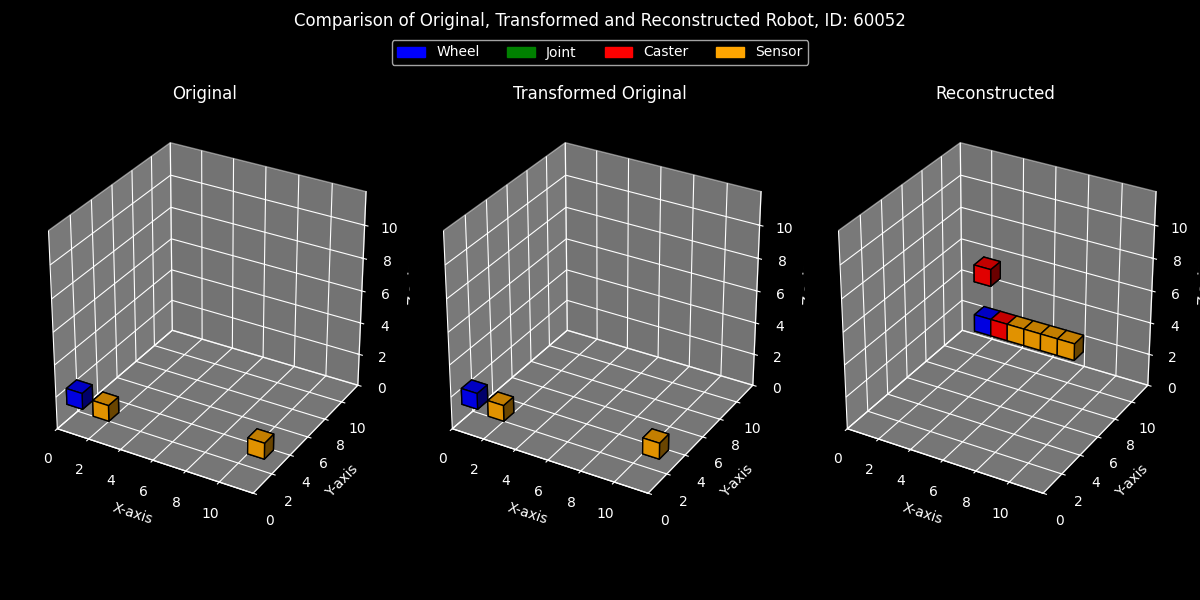 Comparison of Original, Transformed and Reconstructed Robot, ID: 60052
Wheel Joint Caster Sensor
Original Transformed Original Reconstructed
10 10 10
8 8 8
6 6 6
4 4 4
2 2 2
0 0 0
0 2 4 6 8 10 0 2 4 6 8 10 0 2 4 6 8 10
0 2 4 6 8 10 0 2 4 6 8 10 0 2 4 6 8 10
X-axis Y-axis X-axis Y-axis X-axis Y-axis